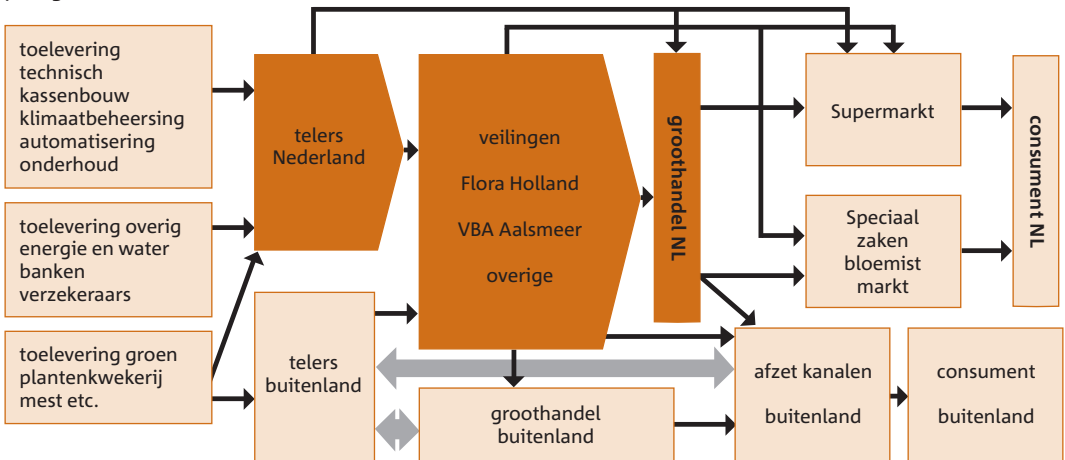 toelevering
technisch
kassenbouw
klimaatbeheersing
automatisering
onderhoud
toelevering overig
energie en water
banken
verzekeraars
toelevering groen
plantenkwekerij
mest etc.
telers
Nederland
telers
buitenland
veilingen
Flora Holland
VBA Aalsmeer
overige
groothandel
buitenland
groothandel NL
Supermarkt
Speciaal
zaken
bloemist
markt
afzet kanalen
buitenland
consument NL
consument
buitenland